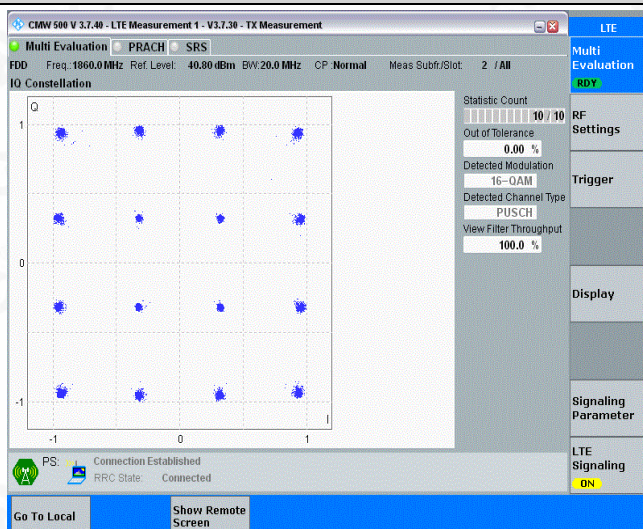 CMW 500 V 3.7.40 - LTE Measurement 1 - V3.7.30 - TX Measurement
LTE
Multi Evaluation PRACH SRS
FDD Freq.:1860.0 MHz Ref. Level: 40.80 dBm BW:20.0 MHz CP :Normal Meas Subfr./Slot: 2 / All
IQ Constellation
Q
1
0
-1
-1 0 1
I
Statistic Count
10 / 10
Out of Tolerance
0.00 %
Detected Modulation
16-QAM
Detected Channel Type
PUSCH
View Filter Throughput
100.0 %
Multi
Evaluation
RDY
RF
Settings
Trigger
Display
Signaling
Parameter
LTE
Signaling
ON
PS: Connection Established
RRC State: Connected
Go To Local
Show Remote
Screen